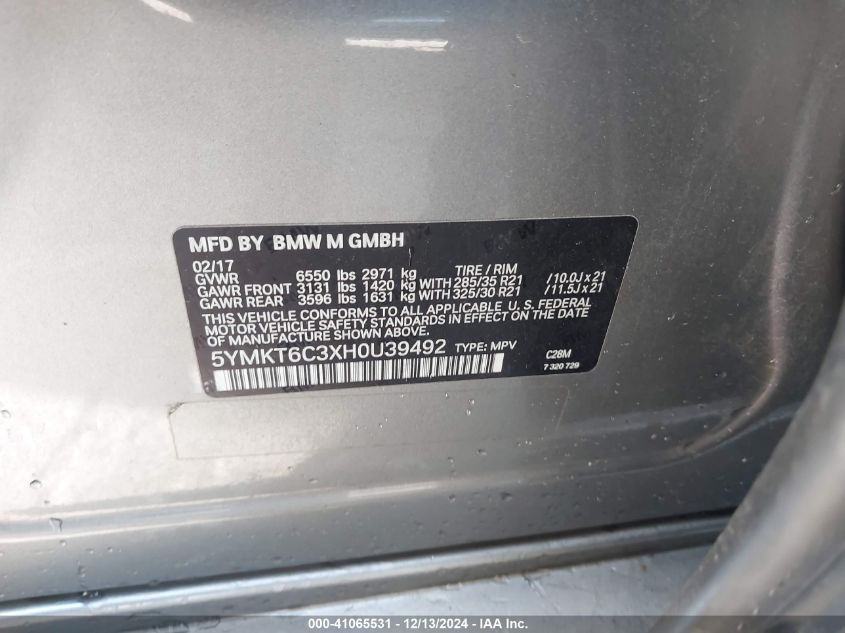 MFD BY BMW M GMBH
02/17
GVWR 6550 lbs 2971 kg TIRE / RIM
GAWR FRONT 3131 lbs 1420 kg WITH 285/35 R21 /10.0J x 21
GAWR REAR 3596 lbs 1631 kg WITH 325/30 R21 /11.5J x 21
THIS VEHICLE CONFORMS TO ALL APPLICABLE U. S. FEDERAL
MOTOR VEHICLE SAFETY STANDARDS IN EFFECT ON THE DATE
OF MANUFACTURE SHOWN ABOVE.
5YMKT6C3XH0U39492 TYPE: MPV C28M
7 320 729
000-41065531 - 12/13/2024 - IAAI.com